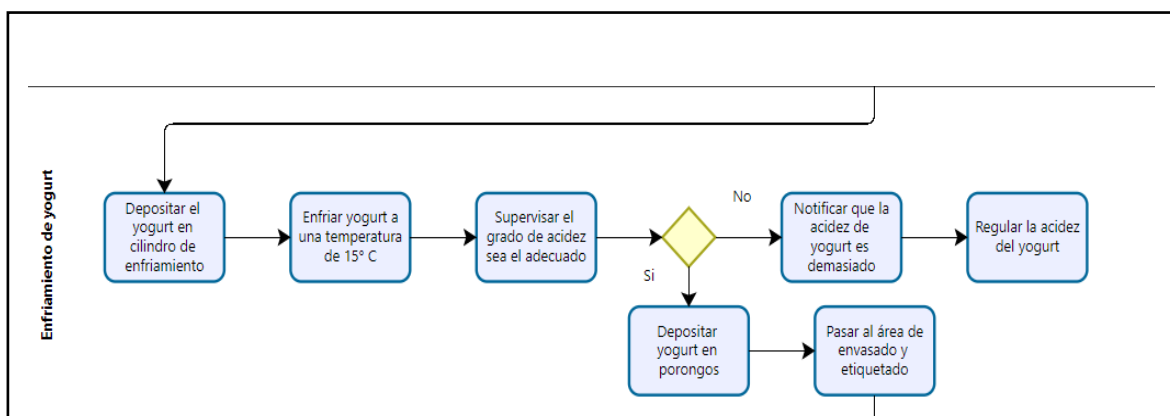 Enfriamiento de yogurt
Depositar el
yogurt en
cilindro de
enfriamiento
Enfriar yogurt a
una temperatura
de 15° C
Supervisar el
grado de acidez
sea el adecuado
No
Si
Notificar que la
acidez de
yogurt es
demasiado
Regular la acidez
del yogurt
Depositar
yogurt en
porongos
Pasar al área de
envasado y
etiquetado